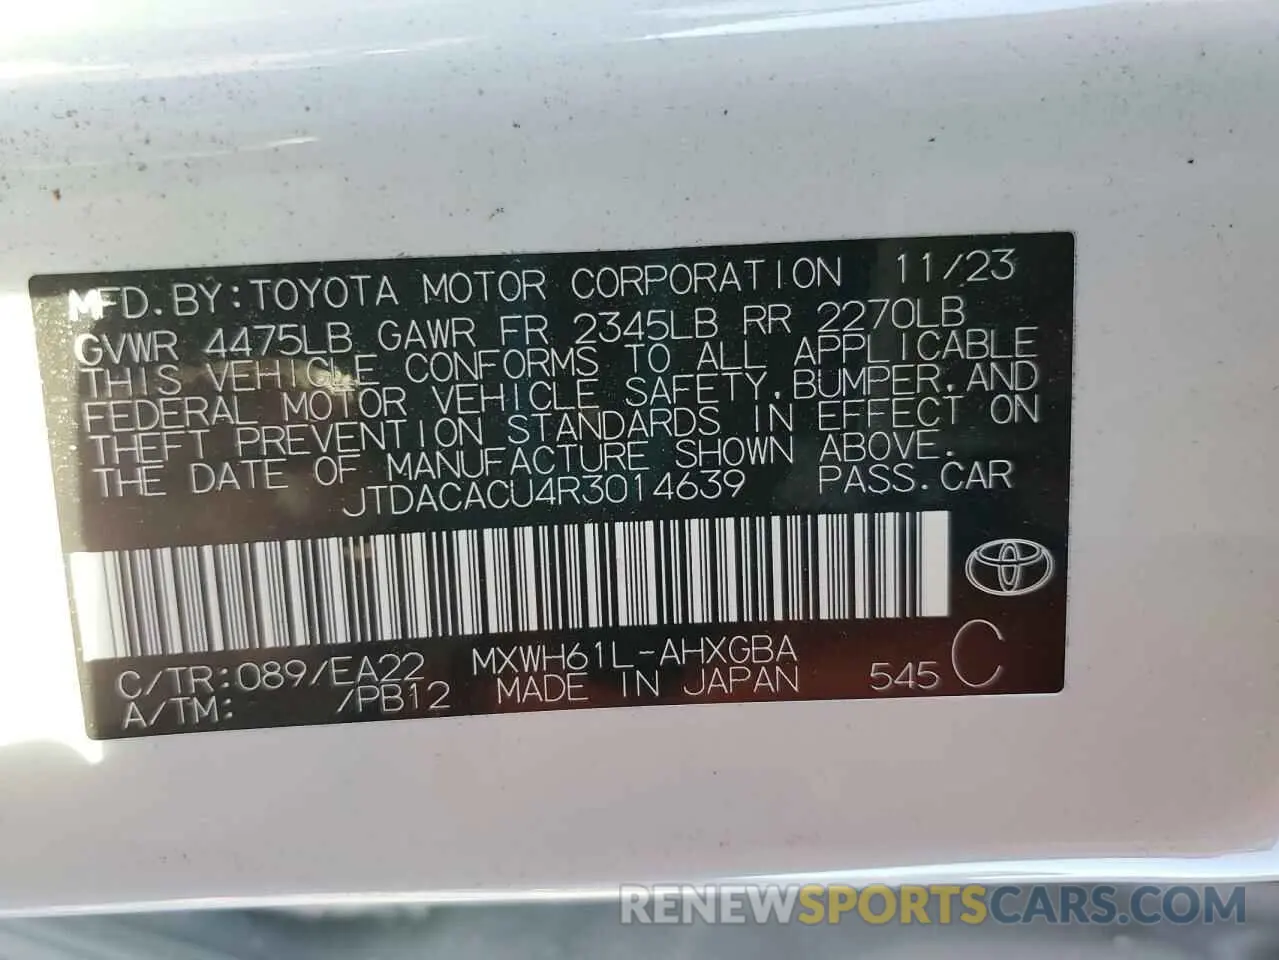 MFD. BY: TOYOTA MOTOR CORPORATION 11/23
GVWR 4475LB GAWR FR 2345LB RR 2270LB
THIS VEHICLE CONFORMS TO ALL APPLICABLE
FEDERAL MOTOR VEHICLE SAFETY, BUMPER, AND
THEFT PREVENTION STANDARDS IN EFFECT ON
THE DATE OF MANUFACTURE SHOWN ABOVE.
JTDACACU4R3014639 PASS. CAR
C/TR: 089/EA22 MXWH61L-AHXGBA
A/TM: /PB12 MADE IN JAPAN 545 C
RENEWSPORTSCARS.COM